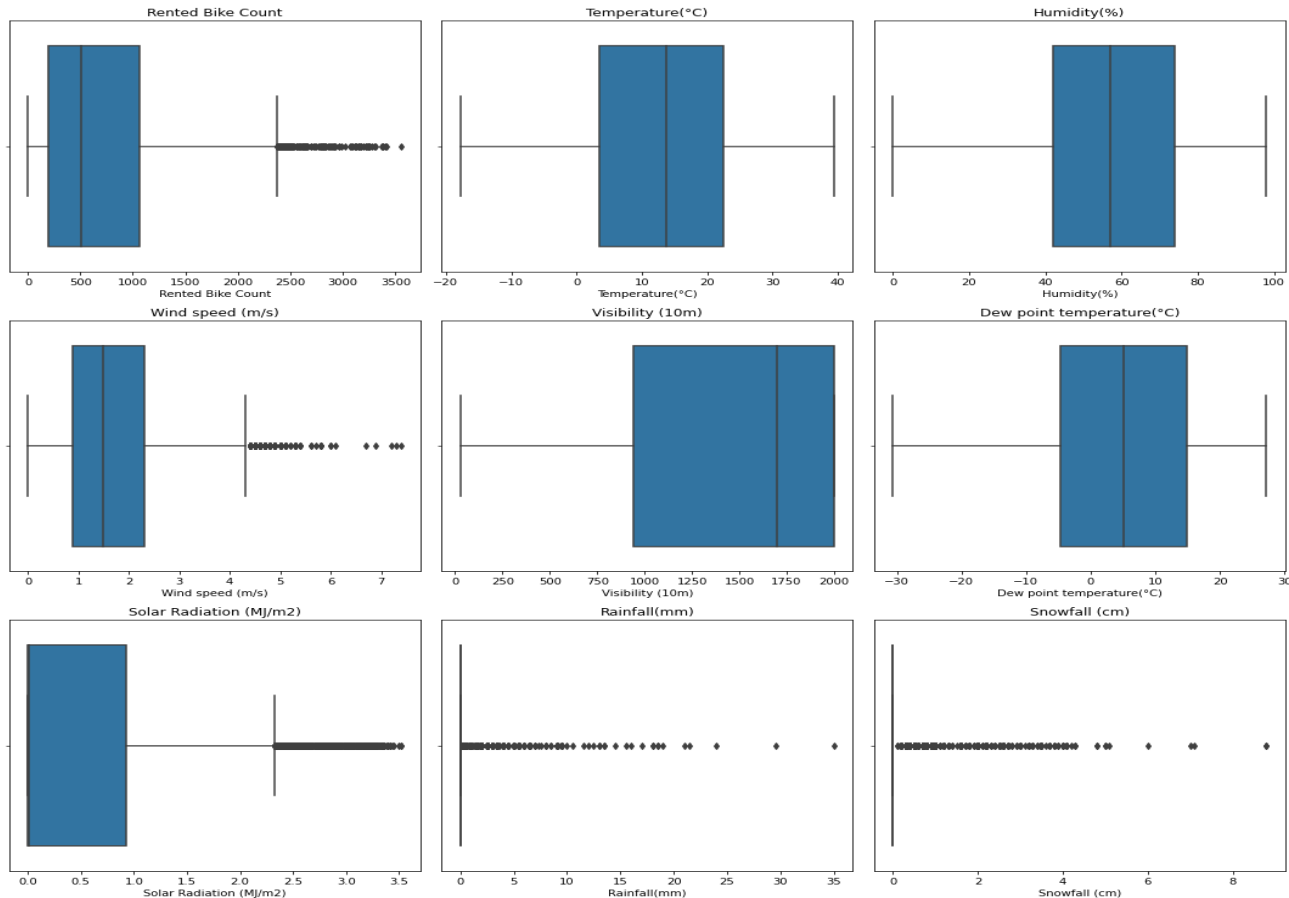 Rented Bike Count
Temperature(°C)
Humidity(%)
0 500 1000 1500 2000 2500 3000 3500
−20 −10 0 10 20 30 40
0 20 40 60 80 100
Rented Bike Count
Temperature(°C)
Humidity(%)
Wind speed (m/s)
Visibility (10m)
Dew point temperature(°C)
0 1 2 3 4 5 6 7
0 250 500 750 1000 1250 1500 1750 2000
−30 −20 −10 0 10 20 30
Wind speed (m/s)
Visibility (10m)
Dew point temperature(°C)
Solar Radiation (MJ/m2)
Rainfall(mm)
Snowfall (cm)
0.0 0.5 1.0 1.5 2.0 2.5 3.0 3.5
0 5 10 15 20 25 30 35
0 2 4 6 8
Solar Radiation (MJ/m2)
Rainfall(mm)
Snowfall (cm)